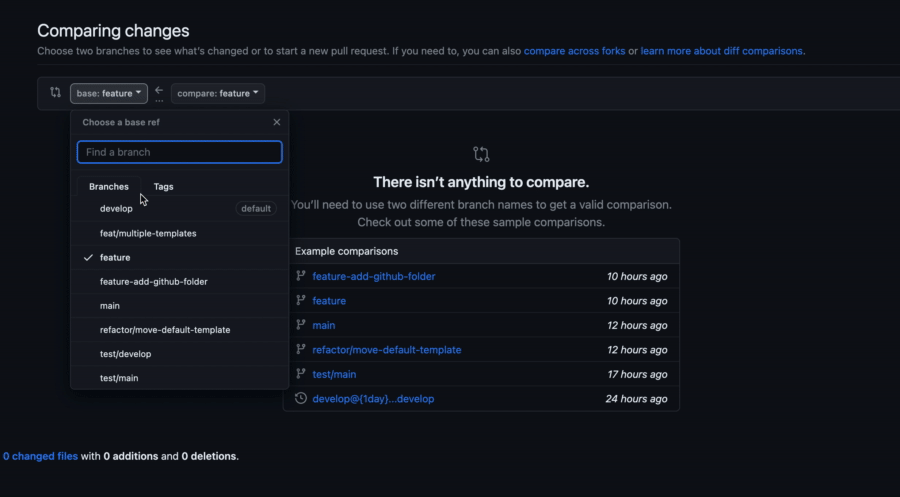 Comparing changes
Choose two branches to see what's changed or to start a new pull request. If you need to, you can also compare across forks or learn more about diff comparisons.
base: feature
...
compare: feature
Choose a base ref
Find a branch
Branches
Tags
develop
default
feat/multiple-templates
feature
feature-add-github-folder
main
refactor/move-default-template
test/develop
test/main
There isn't anything to compare.
You'll need to use two different branch names to get a valid comparison.
Check out some of these sample comparisons.
Example comparisons
feature-add-github-folder 10 hours ago
feature 10 hours ago
main 12 hours ago
refactor/move-default-template 12 hours ago
test/main 17 hours ago
develop@{1day}...develop 24 hours ago
0 changed files with 0 additions and 0 deletions.